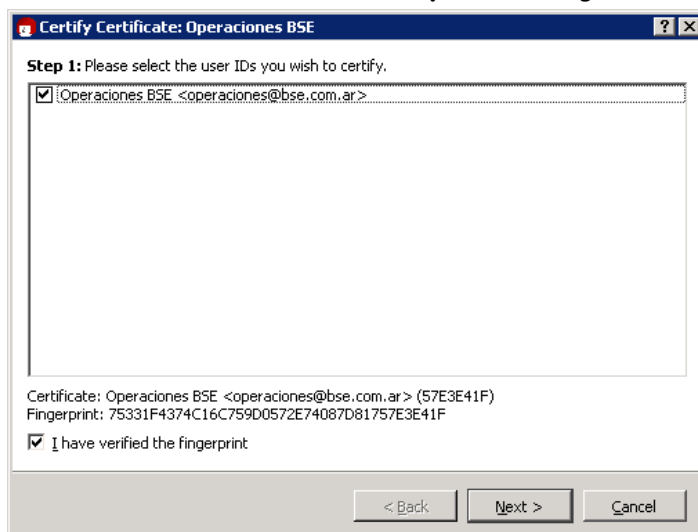 Certify Certificate: Operaciones BSE
Step 1: Please select the user IDs you wish to certify.
Operaciones BSE <operaciones@bse.com.ar>
Certificate: Operaciones BSE <operaciones@bse.com.ar> (57E3E41F)
Fingerprint: 75331F4374C16C759D0572E74087D81757E3E41F
I have verified the fingerprint
< Back Next > Cancel